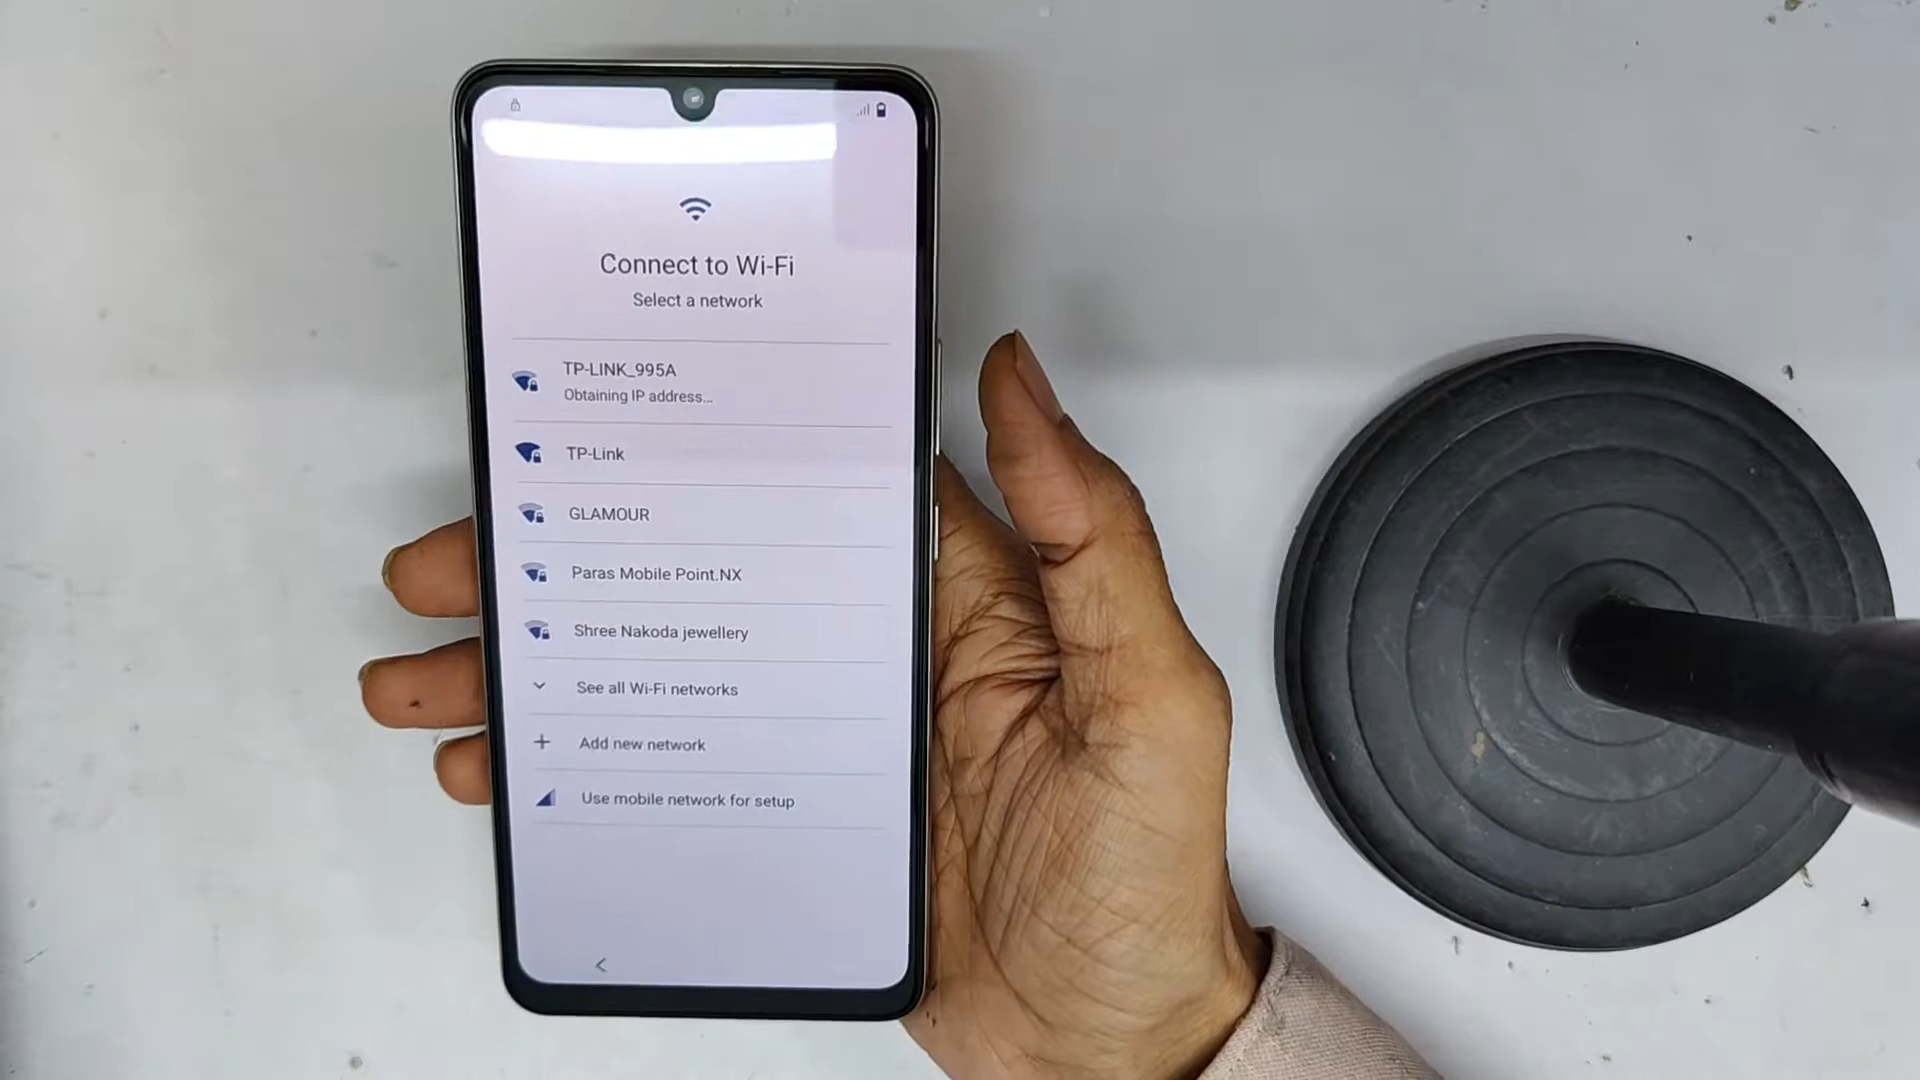 Connect to Wi-Fi
Select a network
TP-LINK_995A
Obtaining IP address...
TP-Link
GLAMOUR
Paras Mobile Point.NX
Shree Nakoda jewellery
See all Wi-Fi networks
Add new network
Use mobile network for setup